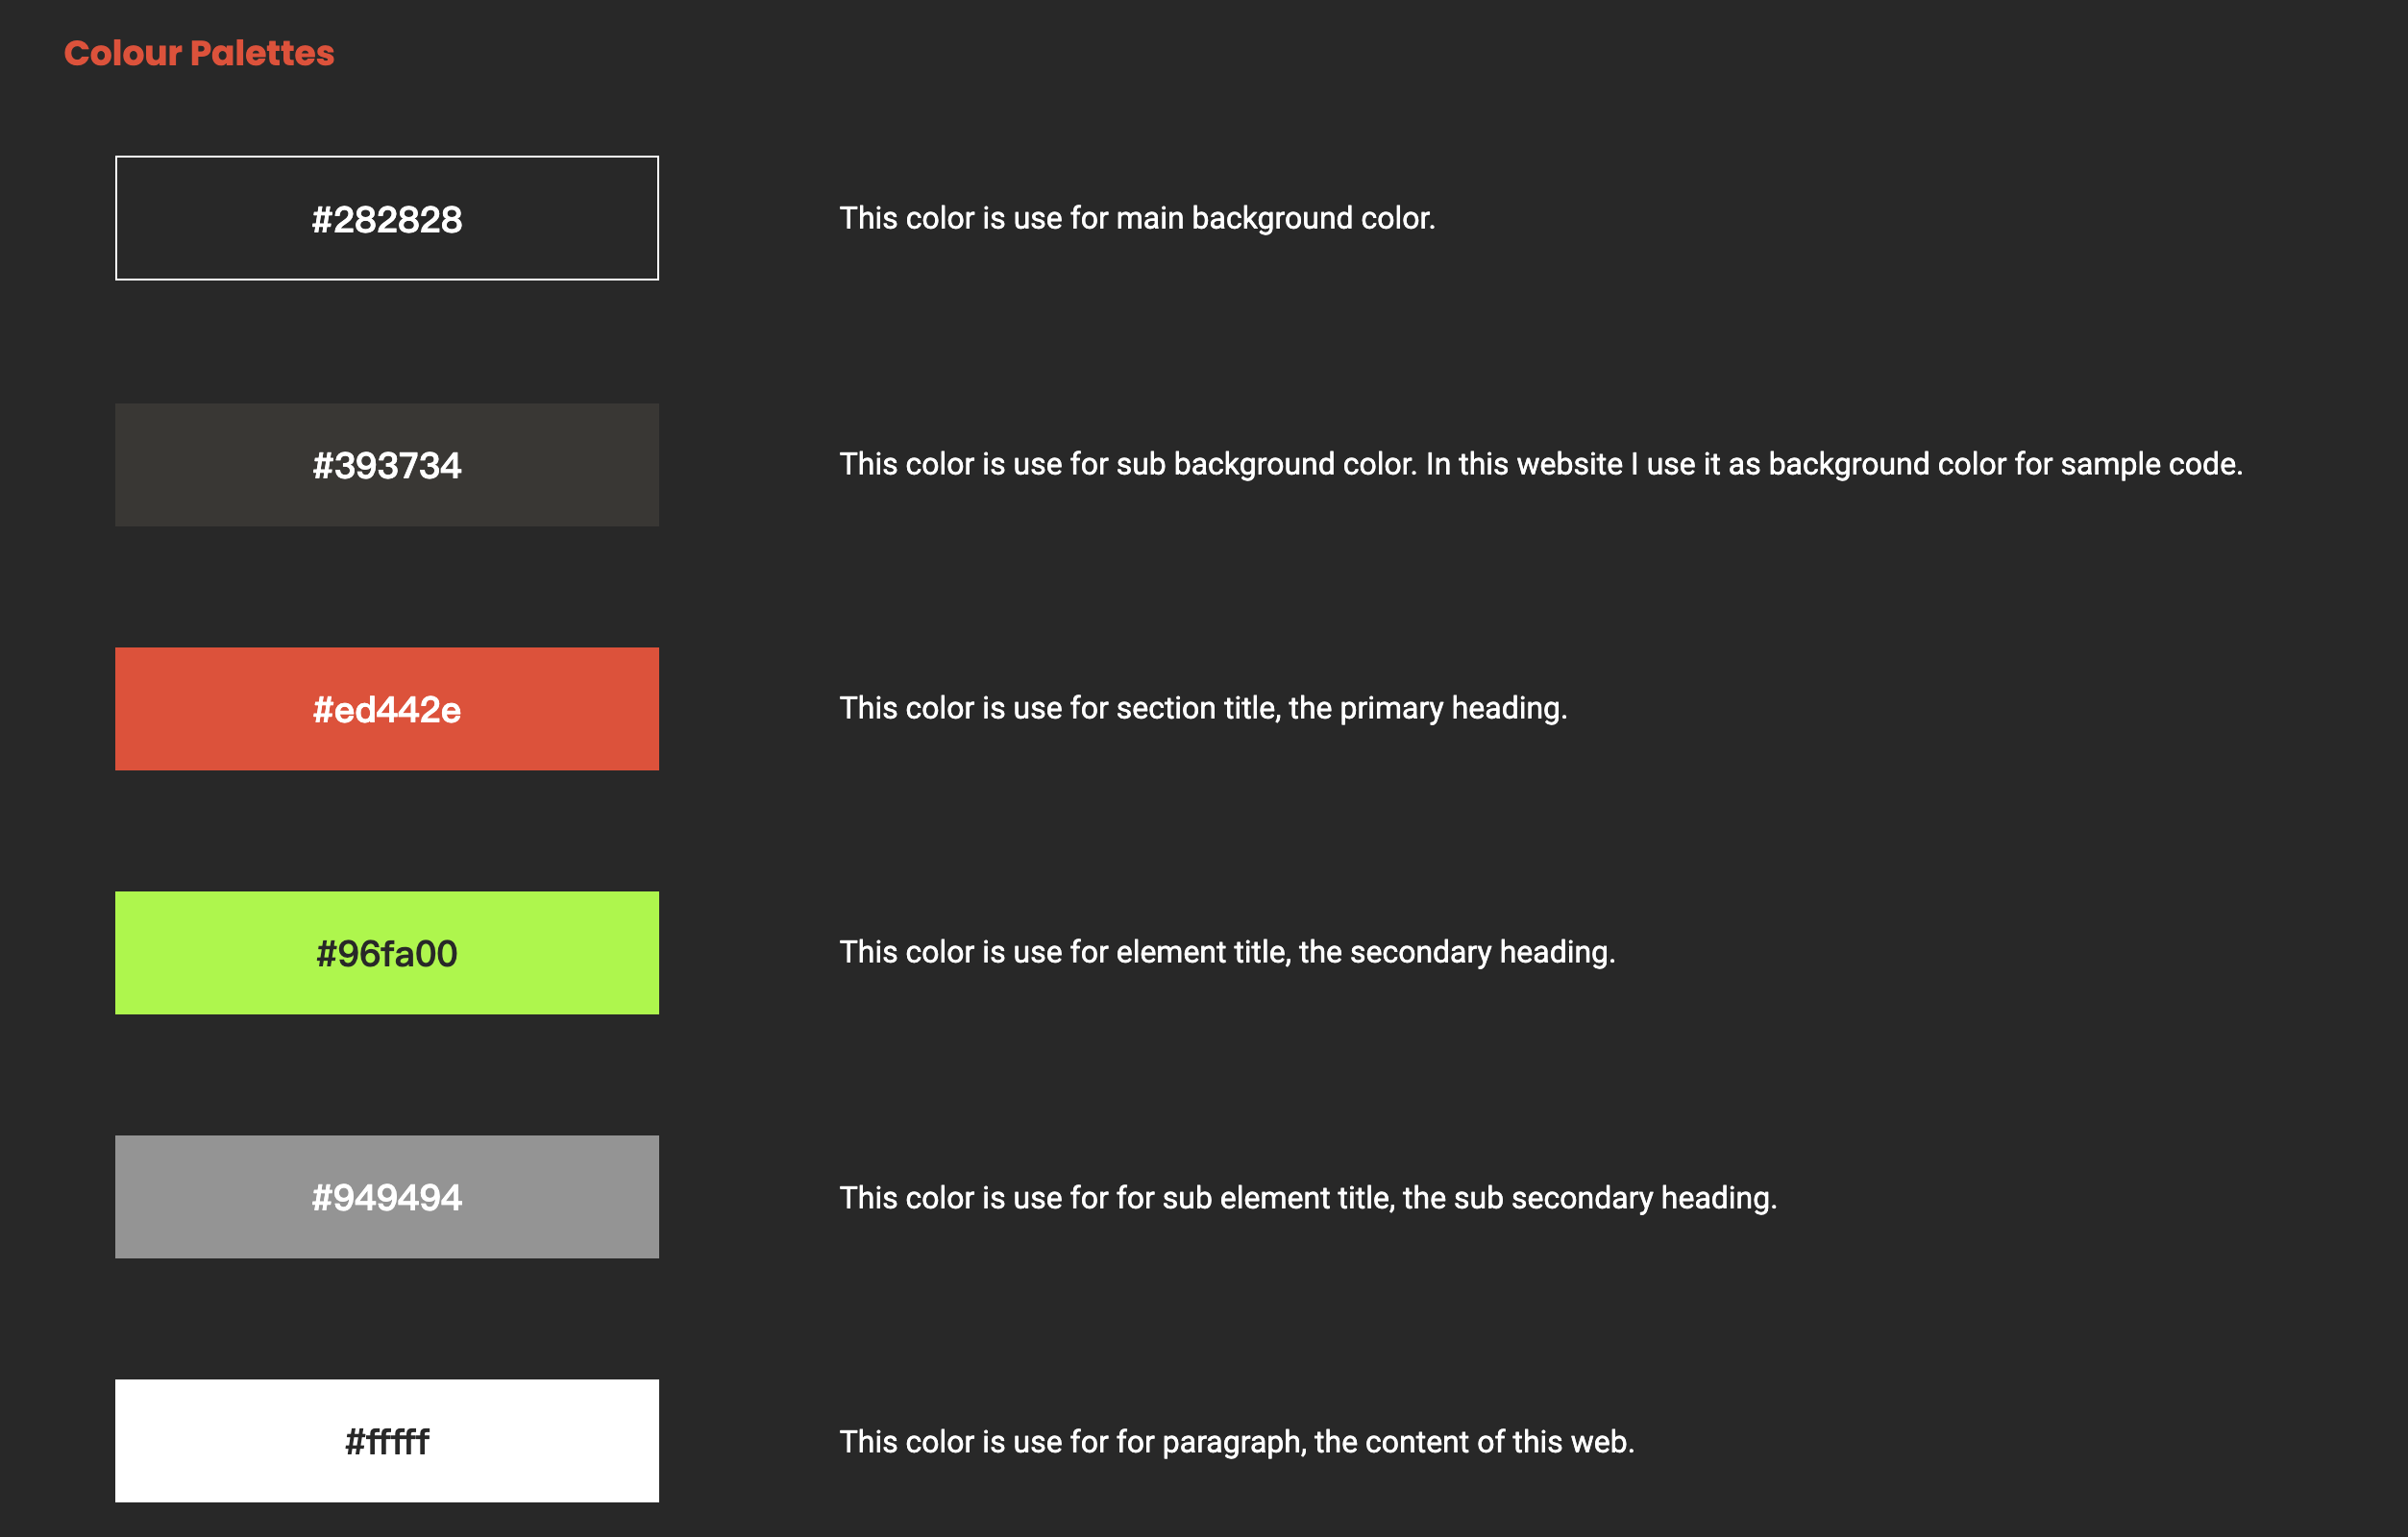 Colour Palettes
#282828
This color is use for main background color.
#393734
This color is use for sub background color. In this website I use it as background color for sample code.
#ed442e
This color is use for section title, the primary heading.
#96fa00
This color is use for element title, the secondary heading.
#949494
This color is use for for sub element title, the sub secondary heading.
#fffff
This color is use for for paragraph, the content of this web.